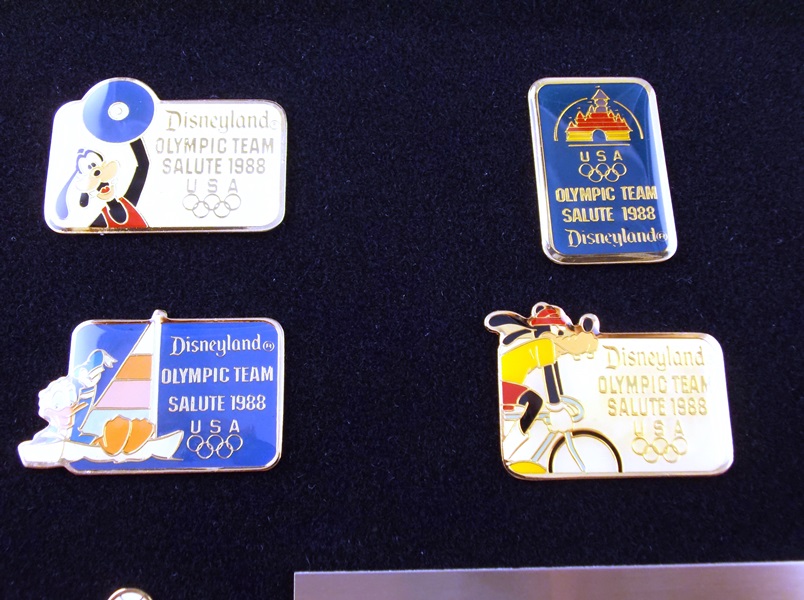 Disneyland®
OLYMPIC TEAM
SALUTE 1988
USA
USA
OLYMPIC TEAM
SALUTE 1988
Disneyland®
Disneyland®
OLYMPIC TEAM
SALUTE 1988
USA
Disneyland
OLYMPIC TEAM
SALUTE 1988
USA